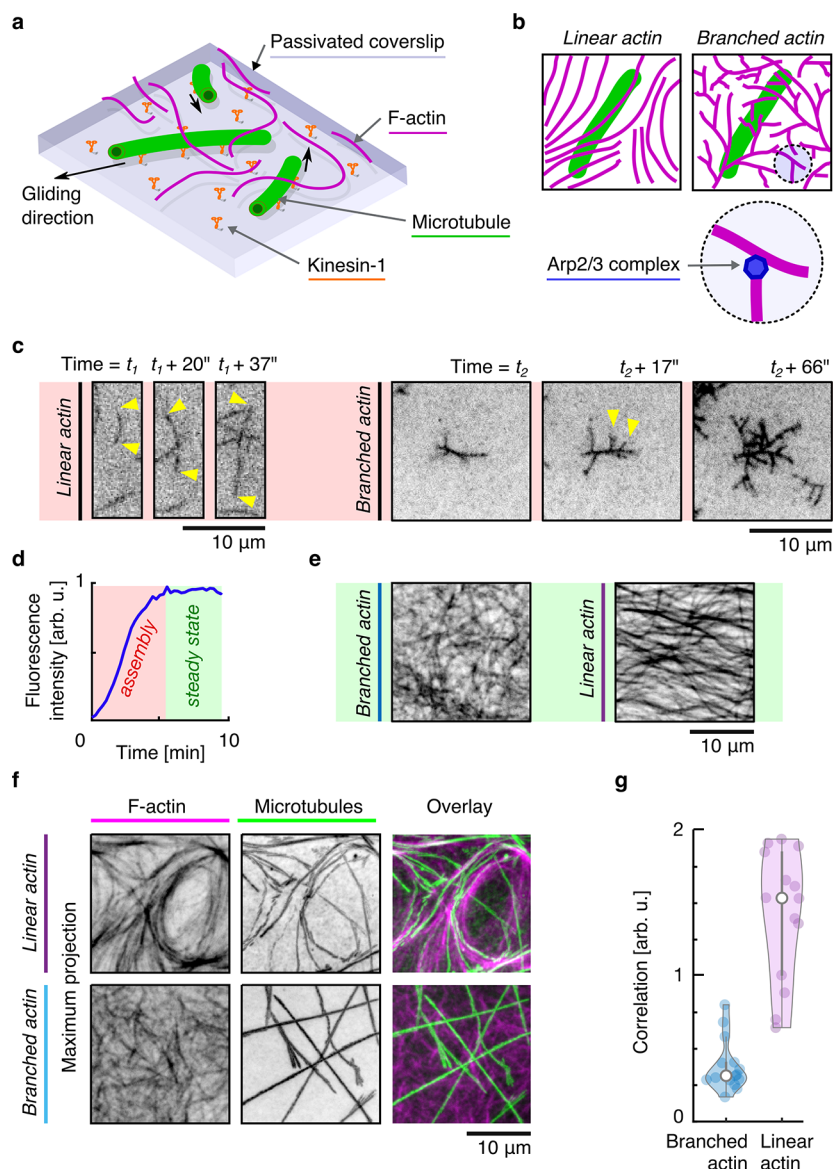 a
Passivated coverslip
F-actin
Gliding
direction
Microtubule
Kinesin-1
b
Linear actin
Branched actin
Arp2/3 complex
c
Time = t1
t1 + 20"
t1 + 37"
Time = t2
t2 + 17"
t2 + 66"
Linear actin
Branched actin
10 μm
10 μm
d
Fluorescence
intensity [arb. u.]
1
assembly
steady state
0
10
Time [min]
e
Branched actin
Linear actin
10 μm
f
F-actin
Microtubules
Overlay
Linear actin
Branched actin
Maximum projection
10 μm
g
Correlation [arb. u.]
2
1
0
Branched
actin
Linear
actin